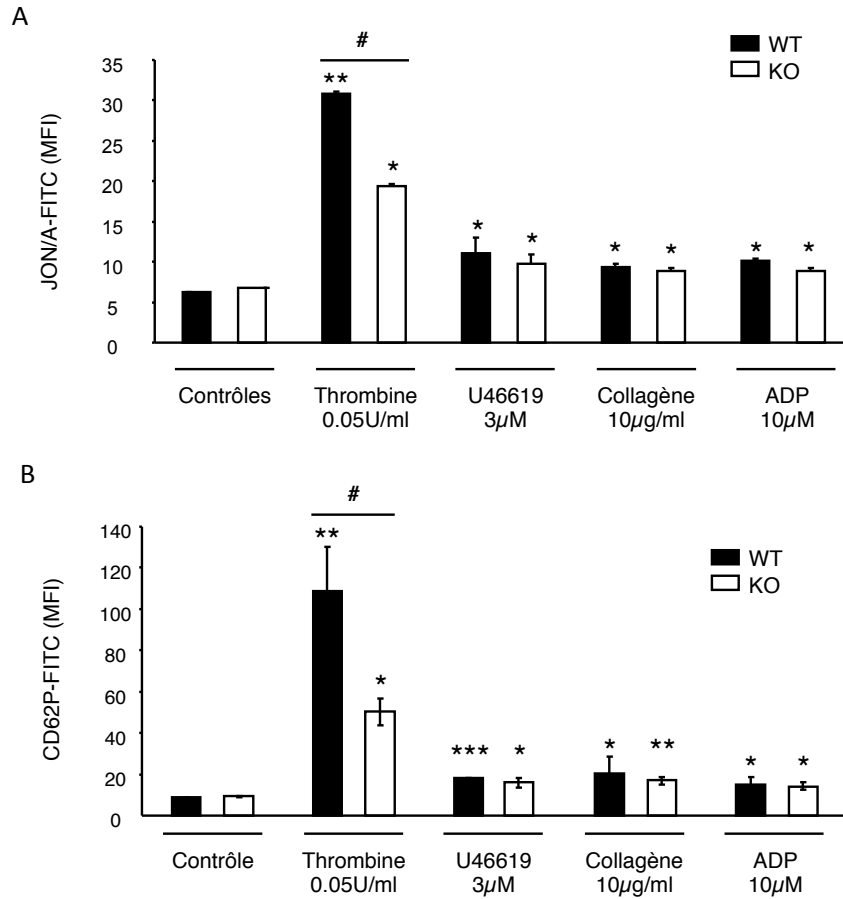 A
#
WT
KO
35
30
25
20
15
10
5
0
JON/A-FITC (MFI)
**
*
*
*
*
*
*
*
Contrôles
Thrombine
0.05U/ml
U46619
3µM
Collagène
10µg/ml
ADP
10µM
B
#
WT
KO
140
120
100
80
60
40
20
0
CD62P-FITC (MFI)
**
*
***
*
*
**
*
*
Contrôle
Thrombine
0.05U/ml
U46619
3µM
Collagène
10µg/ml
ADP
10µM